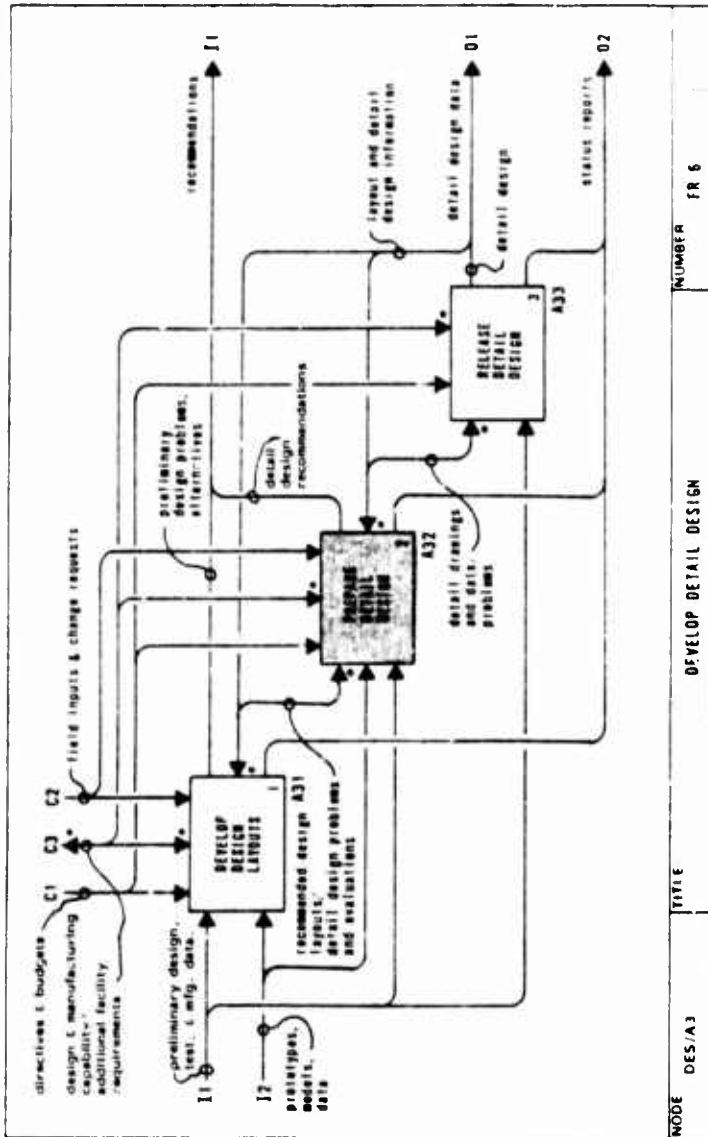 C1 C3 C2
directives & budgets
design & manufacturing
additional facility
requirements
field inputs & change requests
I1
preliminary design,
test, & mfg. data.
I2
prototypes,
models,
data
DEVELOP
DESIGN
LAYOUTS
1
A31
recommended design
layouts,
detail design problems
and evaluations
preliminary
design problems,
detail
design
recommendations
PREPARE
DETAIL
DESIGN
2
A32
detail drawings
and data,
problems
RELEASE
DETAIL
DESIGN
3
A33
recommendations
I1
layout and detail
design information
detail design data
O1
detail design
status reports
O2
NODE DES/A3
TITLE DEVELOP DETAIL DESIGN
NUMBER FR 6